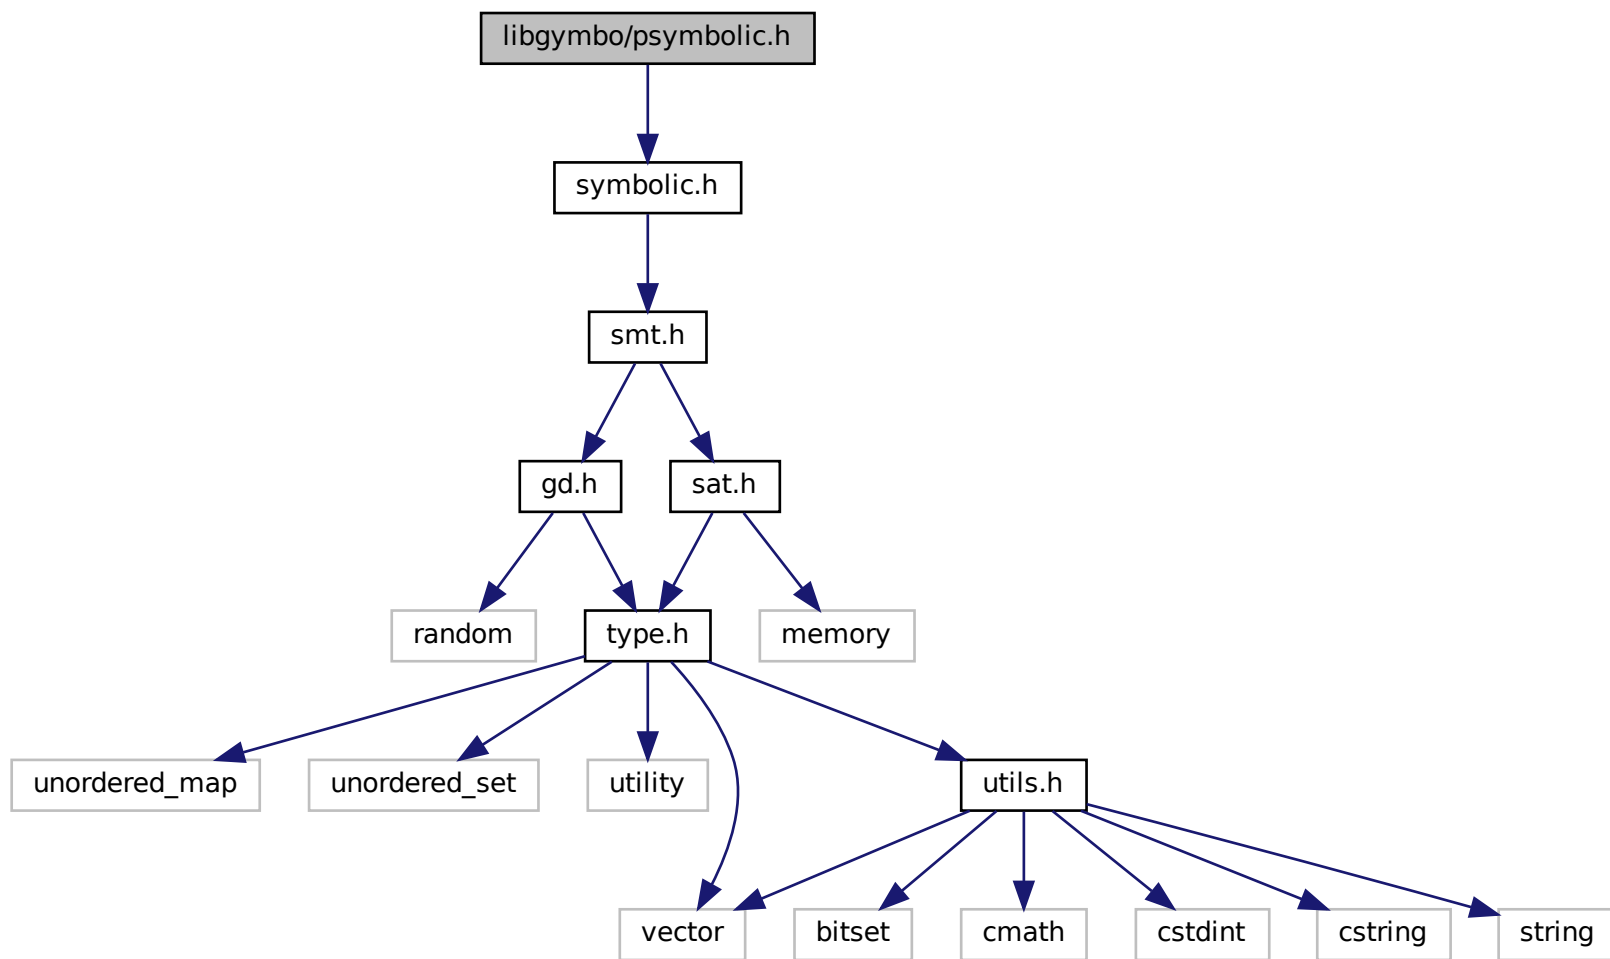 libgymbo/psymbolic.h
symbolic.h
smt.h
gd.h
sat.h
random
type.h
memory
unordered_map
unordered_set
utility
utils.h
vector
bitset
cmath
cstdint
cstring
string